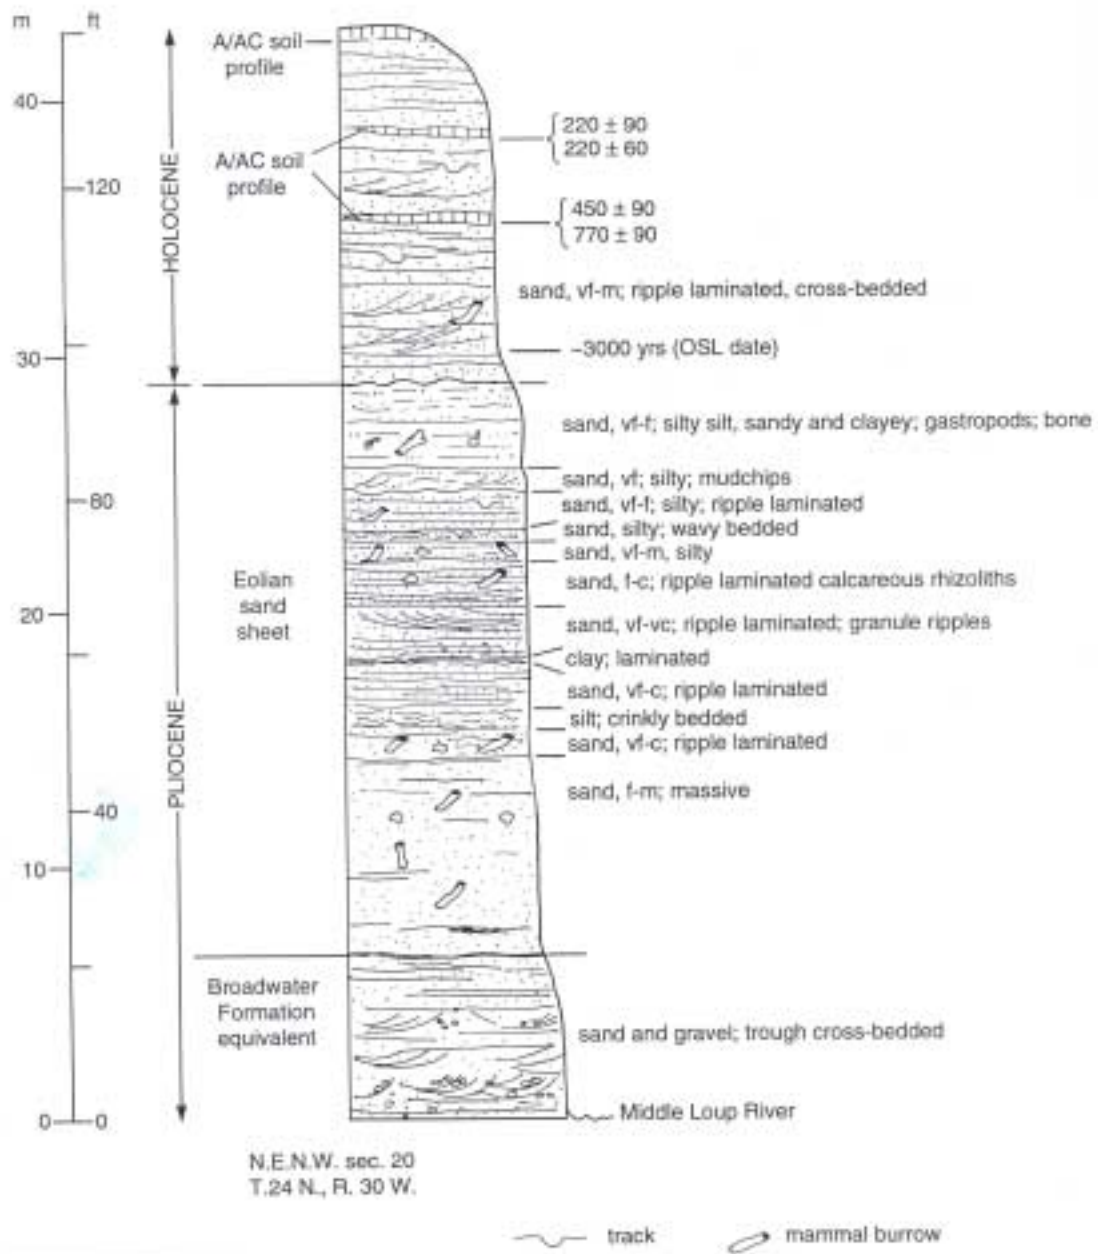 m ft
A/AC soil
profile
40
220 ± 90
220 ± 60
A/AC soil
profile
120
HOLOCENE
450 ± 90
770 ± 90
sand, vf-m; ripple laminated, cross-bedded
~3000 yrs (OSL date)
30
sand, vf-f; silty silt, sandy and clayey; gastropods; bone
sand, vf; silty; mudchips
80
sand, vf-f; silty; ripple laminated
sand, silty; wavy bedded
sand, vf-m, silty
Eolian
sand
sheet
sand, f-c; ripple laminated calcareous rhizoliths
20
sand, vf-vc; ripple laminated; granule ripples
clay; laminated
sand, vf-c; ripple laminated
silt; crinkly bedded
sand, vf-c; ripple laminated
PLIOCENE
sand, f-m; massive
40
10
Broadwater
Formation
equivalent
sand and gravel; trough cross-bedded
Middle Loup River
0 0
N.E.N.W. sec. 20
T.24 N., R. 30 W.
track mammal burrow